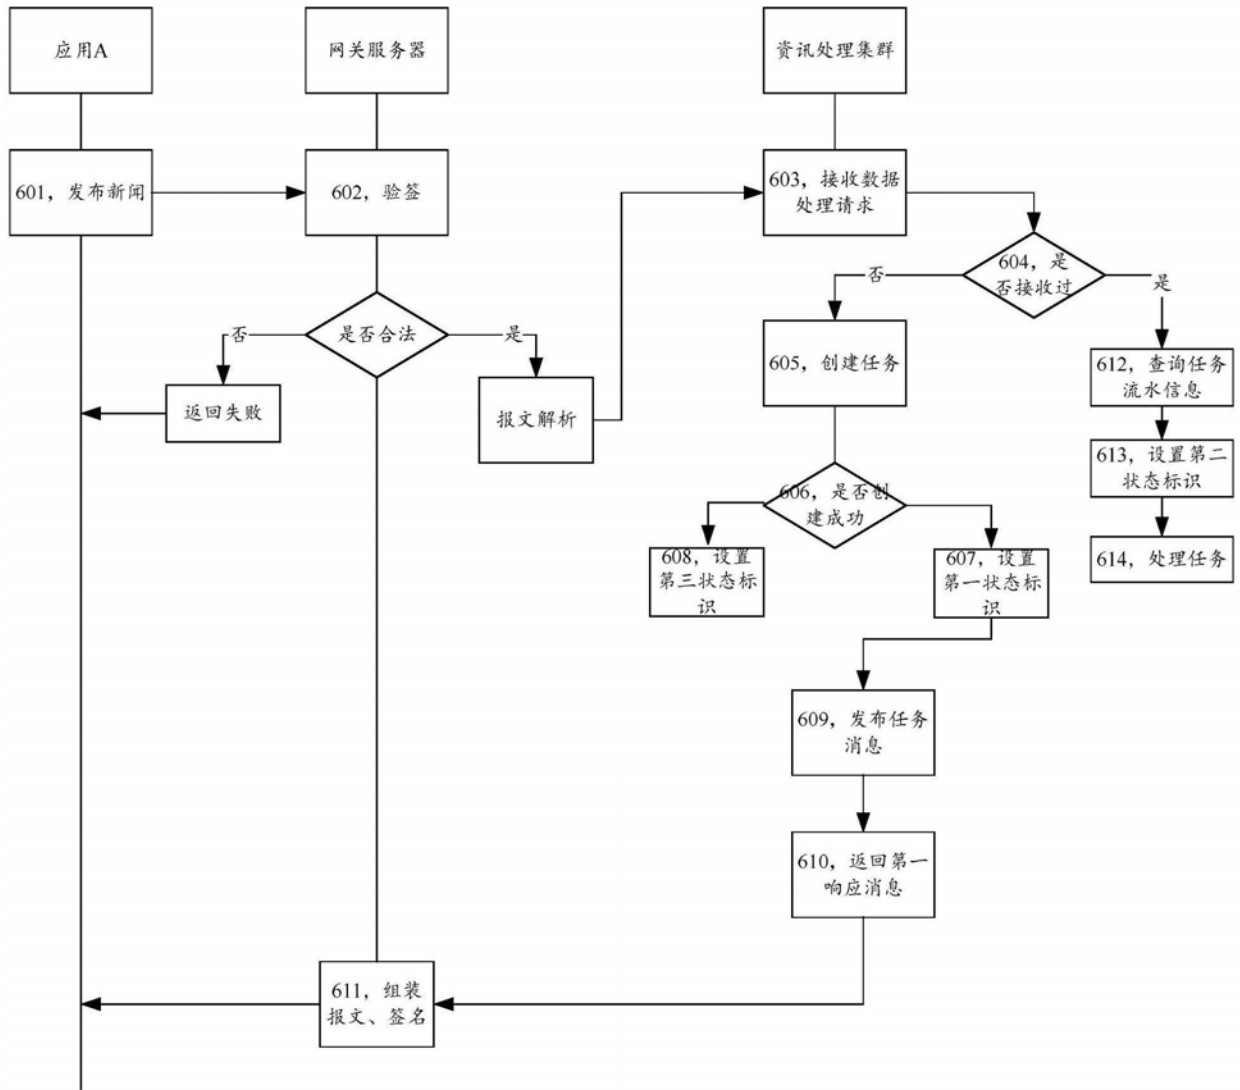 应用A
网关服务器
资讯处理集群
601，发布新闻
602，验签
603，接收数据
处理请求
604，是
否接收过
否
是
是否合法
否
是
605，创建任务
612，查询任务
流水信息
返回失败
报文解析
613，设置第二
状态标识
606，是否创
建成功
614，处理任务
608，设置
第三状态标
识
607，设置
第一状态标
识
609，发布任务
消息
610，返回第一
响应消息
611，组装
报文、签名